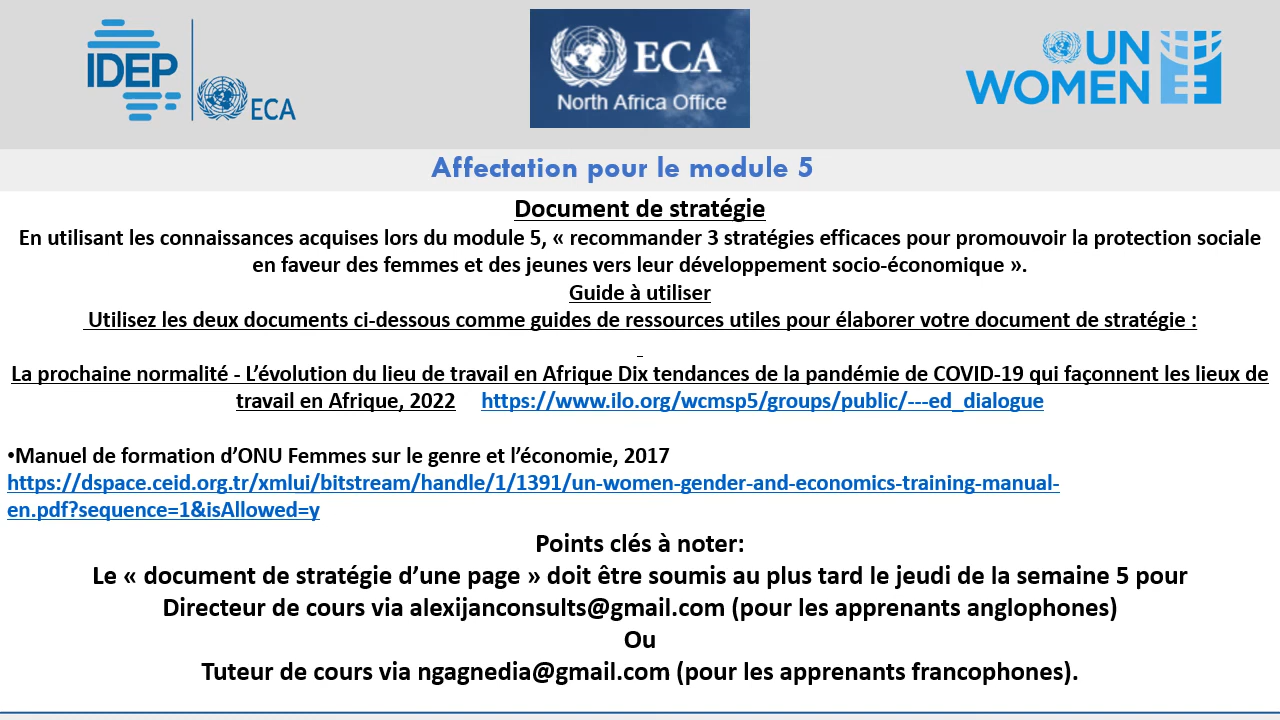 IDEP
ECA
ECA
North Africa Office
UN
WOMEN
Affectation pour le module 5
Document de stratégie
En utilisant les connaissances acquises lors du module 5, « recommander 3 stratégies efficaces pour promouvoir la protection sociale
en faveur des femmes et des jeunes vers leur développement socio-économique ».
Guide à utiliser
Utilisez les deux documents ci-dessous comme guides de ressources utiles pour élaborer votre document de stratégie :
La prochaine normalité - L’évolution du lieu de travail en Afrique Dix tendances de la pandémie de COVID-19 qui façonnent les lieux de
travail en Afrique, 2022 https://www.ilo.org/wcmsp5/groups/public/---ed_dialogue
•Manuel de formation d’ONU Femmes sur le genre et l’économie, 2017
https://dspace.ceid.org.tr/xmlui/bitstream/handle/1/1391/un-women-gender-and-economics-training-manual-
en.pdf?sequence=1&isAllowed=y
Points clés à noter:
Le « document de stratégie d’une page » doit être soumis au plus tard le jeudi de la semaine 5 pour
Directeur de cours via alexijanconsults@gmail.com (pour les apprenants anglophones)
Ou
Tuteur de cours via ngagnedia@gmail.com (pour les apprenants francophones).